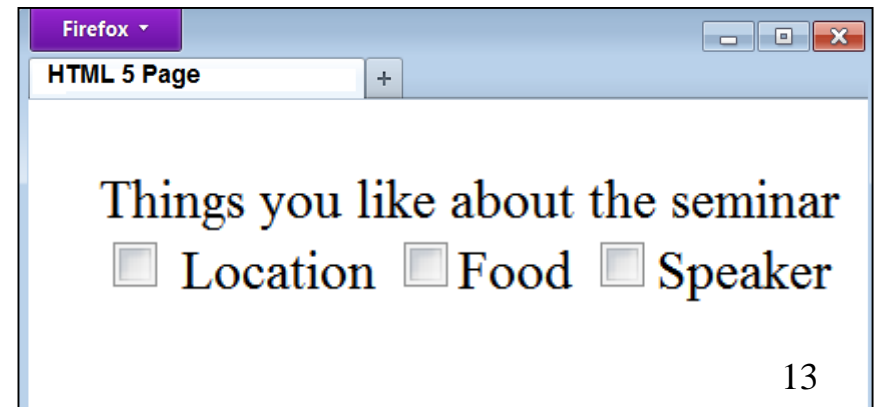 Firefox
HTML 5 Page +
Things you like about the seminar
Location Food Speaker
13